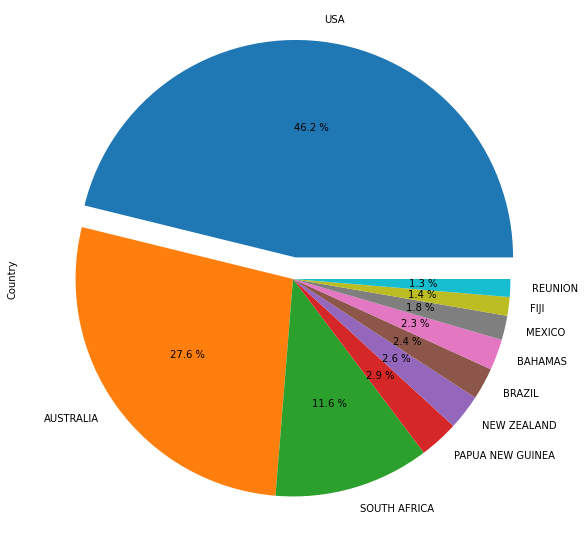 USA
46.2 %
Country
1.3 %
REUNION
1.4 %
FIJI
1.8 %
MEXICO
2.3 %
BAHAMAS
2.4 %
BRAZIL
2.6 %
NEW ZEALAND
2.9 %
PAPUA NEW GUINEA
27.6 %
AUSTRALIA
11.6 %
SOUTH AFRICA